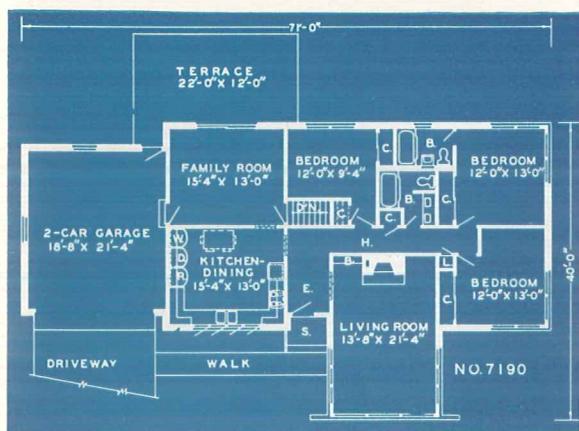 71'-0"
TERRACE
22'-0" X 12'-0"
FAMILY ROOM
15'-4" X 13'-0"
BEDROOM
12'-0" X 9'-4"
C.
B.
BEDROOM
12'-0" X 13'-0"
2-CAR GARAGE
18'-8" X 21'-4"
D'N.
C.
C.
B.
C.
W.
D.
R.
KITCHEN-
DINING
15'-4" X 13'-0"
H.
E.
B.
L.
C.
BEDROOM
12'-0" X 13'-0"
40'-0"
S.
LIVING ROOM
13'-8" X 21'-4"
DRIVEWAY
WALK
NO. 7190